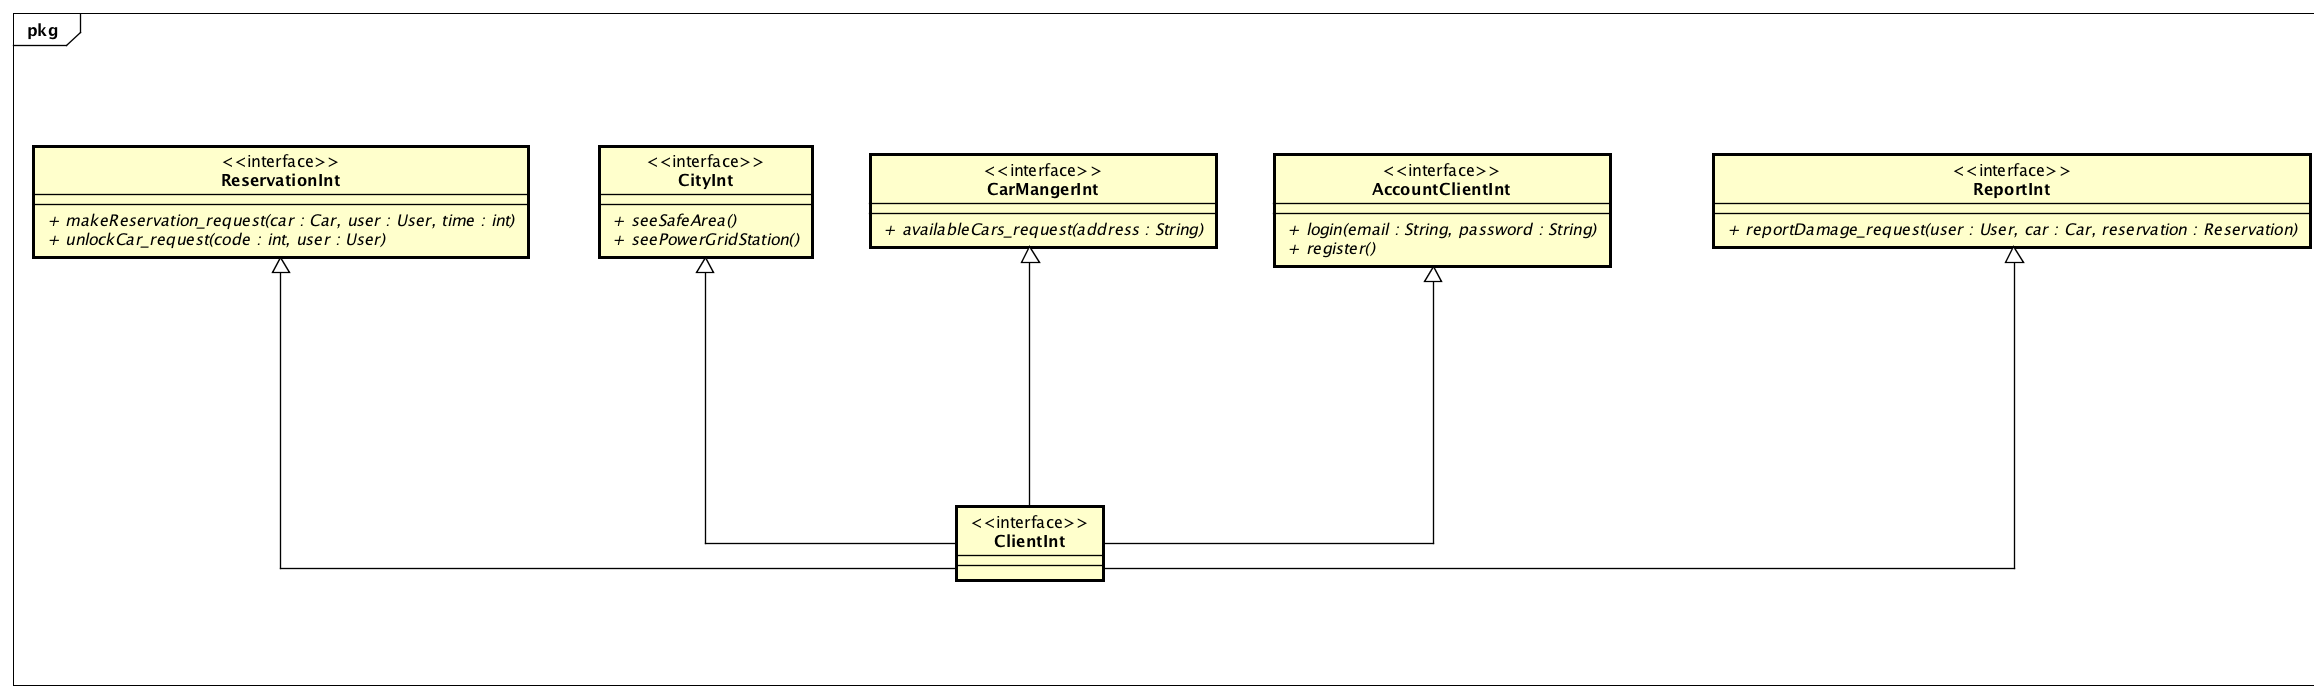 pkg
<<interface>>
ReservationInt
+ makeReservation_request(car : Car, user : User, time : int)
+ unlockCar_request(code : int, user : User)
<<interface>>
CityInt
+ seeSafeArea()
+ seePowerGridStation()
<<interface>>
CarMangerInt
+ availableCars_request(address : String)
<<interface>>
AccountClientInt
+ login(email : String, password : String)
+ register()
<<interface>>
ReportInt
+ reportDamage_request(user : User, car : Car, reservation : Reservation)
<<interface>>
ClientInt